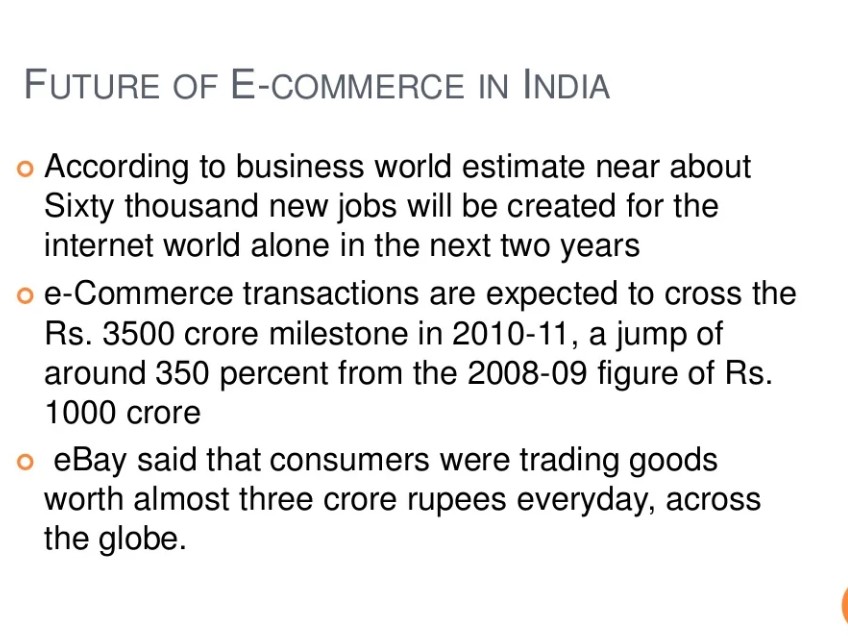 FUTURE OF E-COMMERCE IN INDIA
According to business world estimate near about
Sixty thousand new jobs will be created for the
internet world alone in the next two years
e-Commerce transactions are expected to cross the
Rs. 3500 crore milestone in 2010-11, a jump of
around 350 percent from the 2008-09 figure of Rs.
1000 crore
eBay said that consumers were trading goods
worth almost three crore rupees everyday, across
the globe.